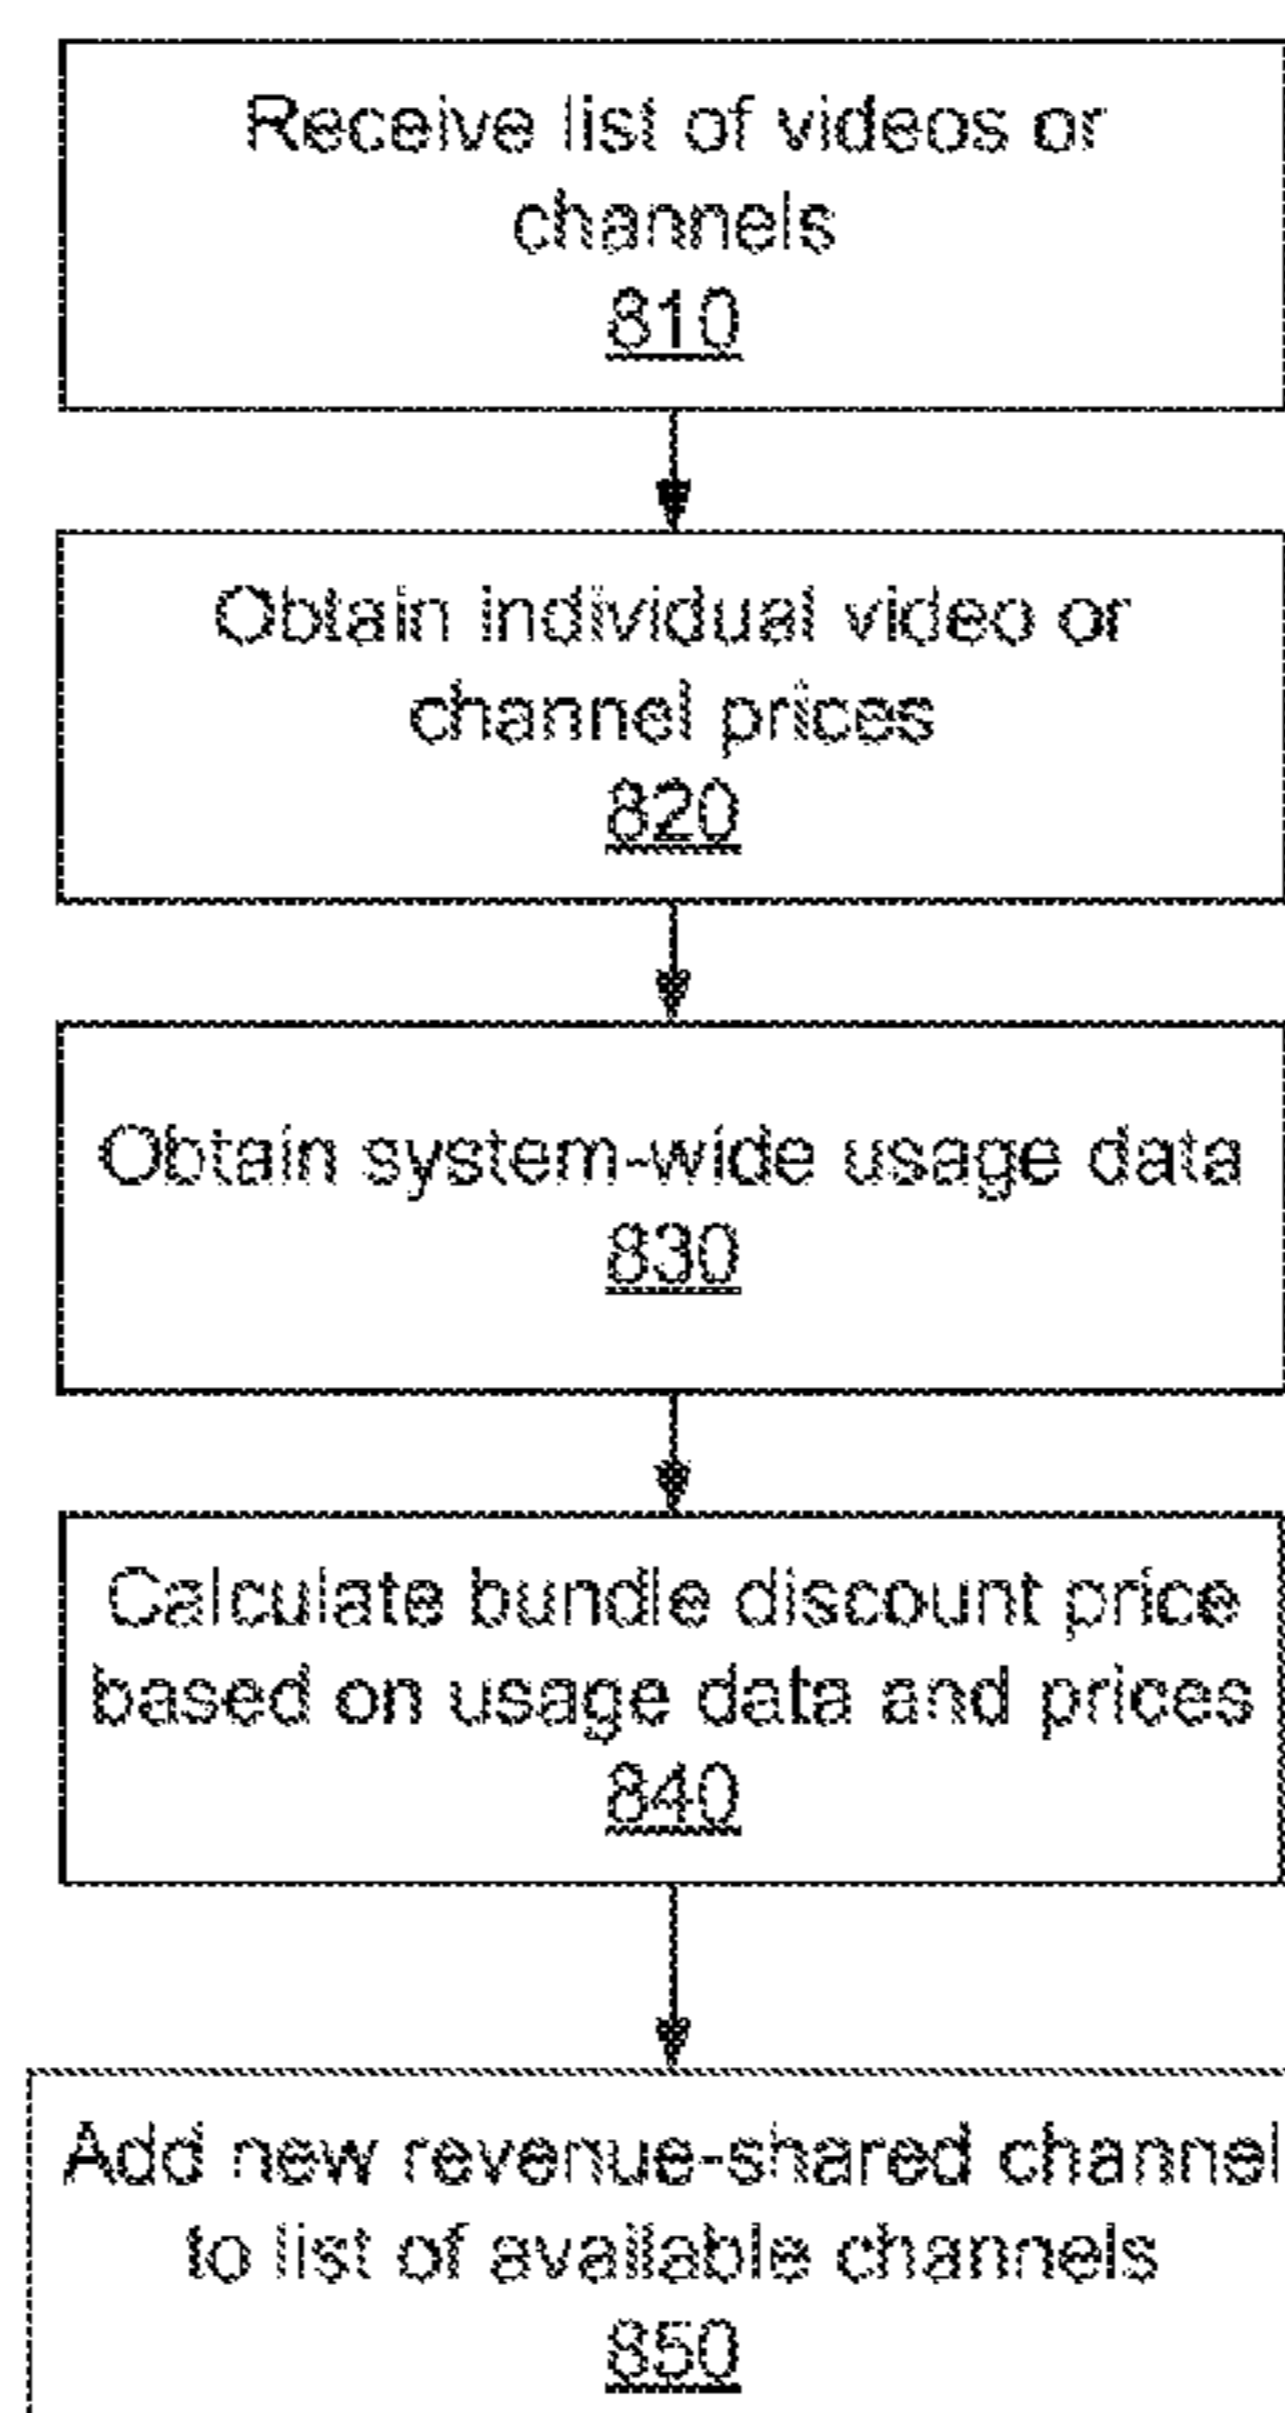 Receive list of videos or
channels
810
Obtain individual video or
channel prices
820
Obtain system-wide usage data
830
Calculate bundle discount price
based on usage data and prices
840
Add new revenue-shared channel
to list of available channels
850